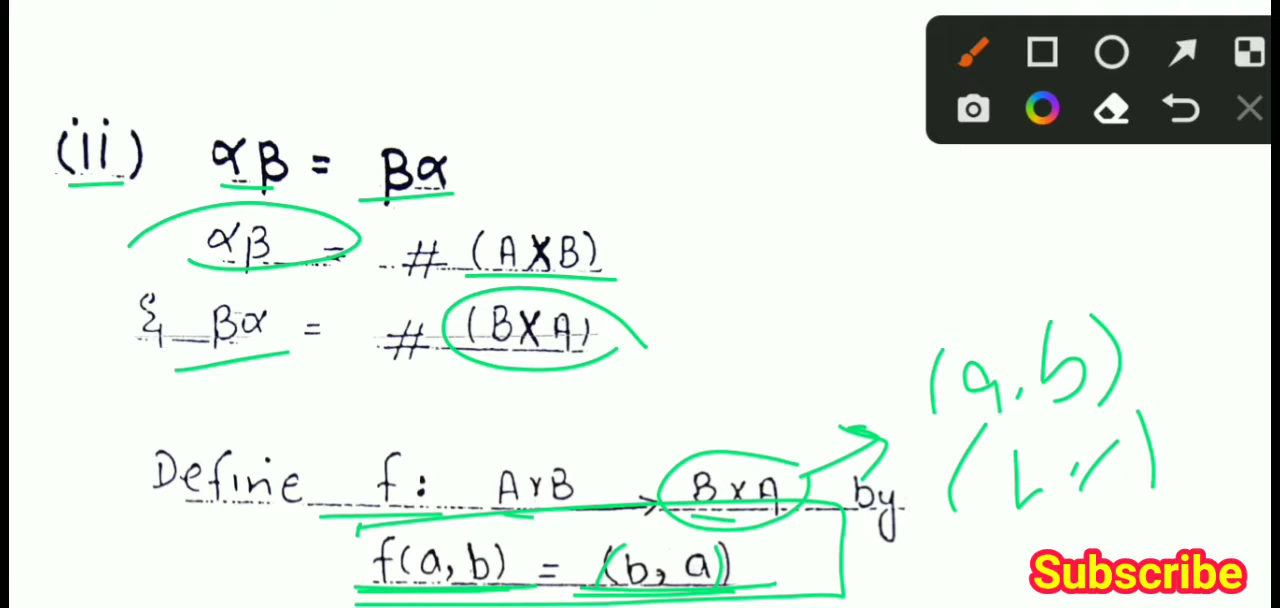 (ii) αβ = βα
αβ = # (A×B)
& βα = # (B×A)
(a,b)
Define f: A×B → B×A by
f(a,b) = (b,a)
Subscribe